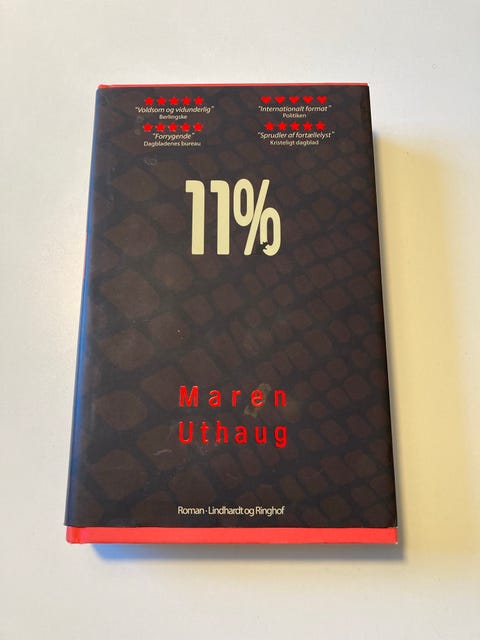 ★★★★★
"Voldsom og vidunderlig"
Berlingske
★★★★★
"Forrygende"
Dagbladenes bureau
♥♥♥♥♥
"Internationalt format"
Politiken
★★★★★
"Sprudler af fortællelyst"
Kristeligt dagblad
11%
Maren
Uthaug
Roman · Lindhardt og Ringhof